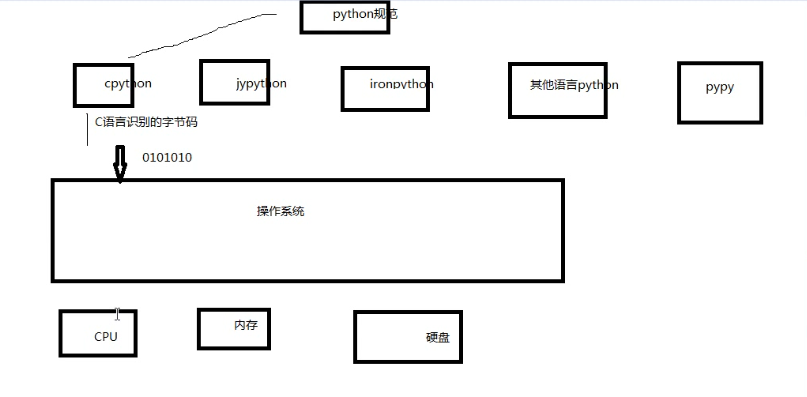 python规范
cpython
jypython
ironpython
其他语言python
pypy
C语言识别的字节码
0101010
操作系统
CPU
内存
硬盘